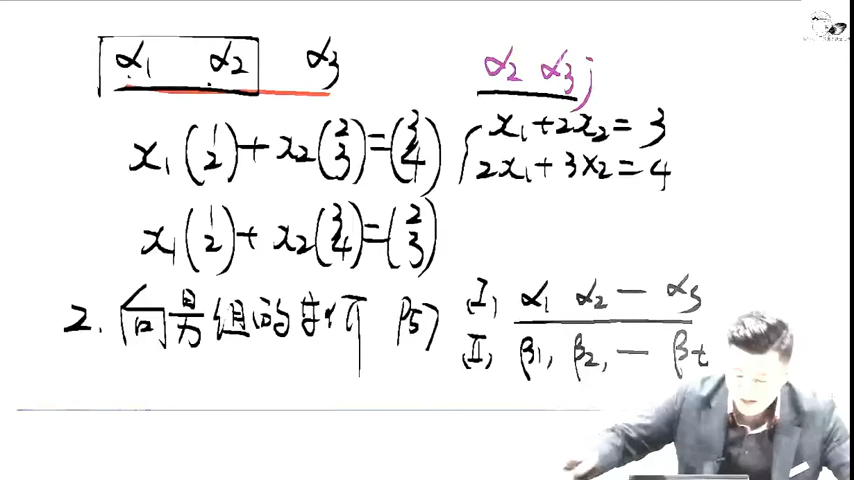 α1 α2 α3 α2 α3;
x1(1 2)+x2(2 3)=(3 4) { x1+2x2=3
2x1+3x2=4
x1(1 2)+x2(3 4)=(2 3)
2. 向量组的 P57 (I) α1 α2 — αs
(II) β1, β2, — βt